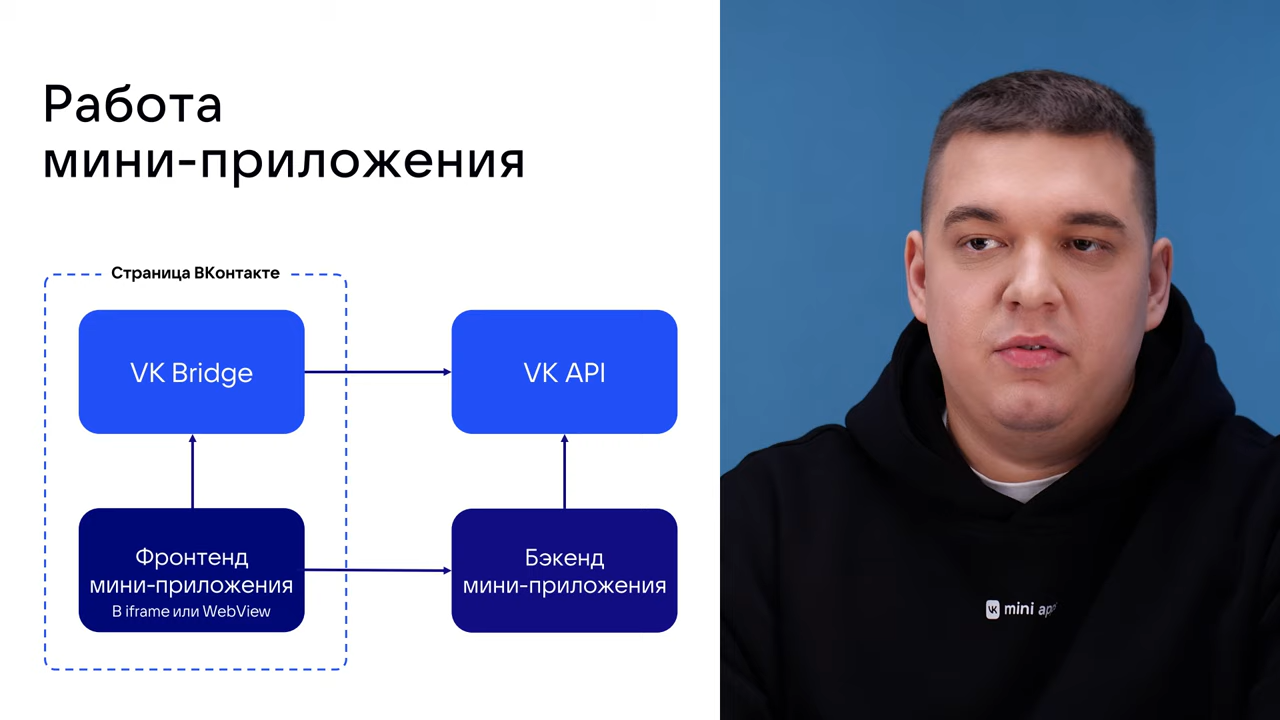 Работа
мини-приложения
Страница ВКонтакте
VK Bridge
VK API
Фронтенд
мини-приложения
В iframe или WebView
Бэкенд
мини-приложения
mini app